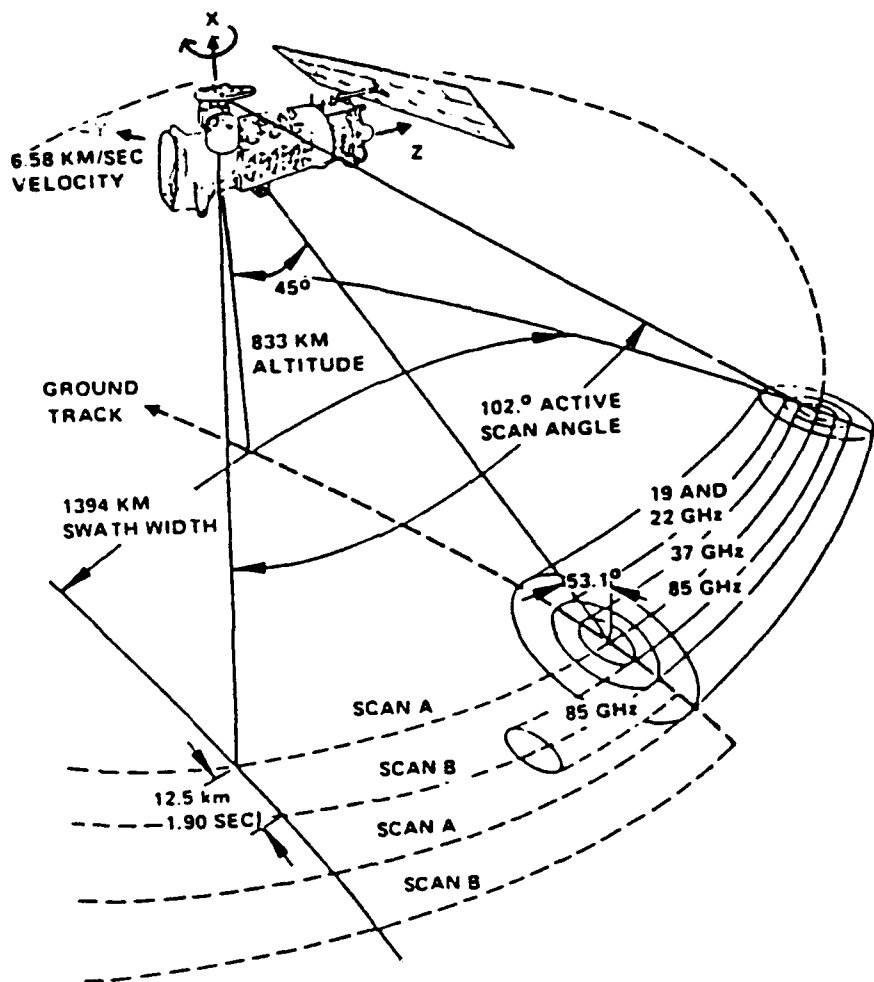 X
6.58 KM/SEC
VELOCITY
Z
45°
833 KM
ALTITUDE
GROUND
TRACK
102.° ACTIVE
SCAN ANGLE
1394 KM
SWATH WIDTH
19 AND
22 GHz
37 GHz
53.1°
85 GHz
SCAN A
85 GHz
SCAN B
12.5 km
1.90 SEC)
SCAN A
SCAN B